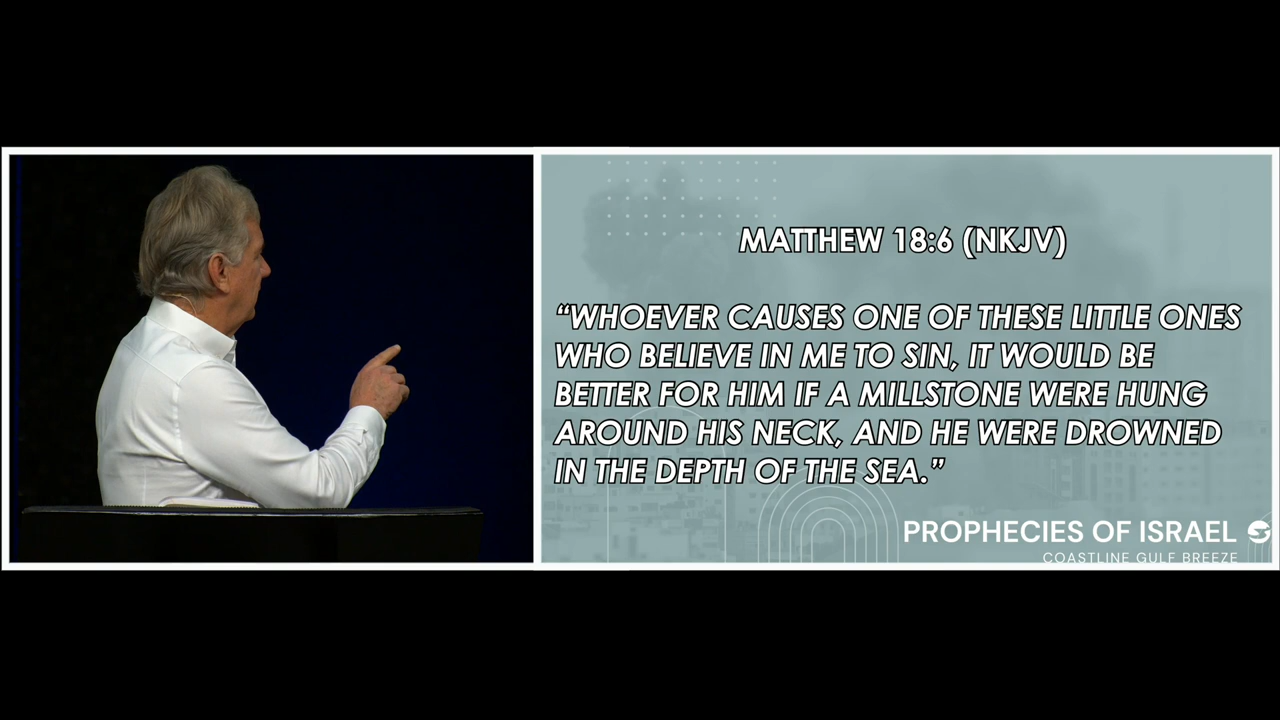 MATTHEW 18:6 (NKJV)
“WHOEVER CAUSES ONE OF THESE LITTLE ONES
WHO BELIEVE IN ME TO SIN, IT WOULD BE
BETTER FOR HIM IF A MILLSTONE WERE HUNG
AROUND HIS NECK, AND HE WERE DROWNED
IN THE DEPTH OF THE SEA.”
PROPHECIES OF ISRAEL
COASTLINE GULF BREEZE